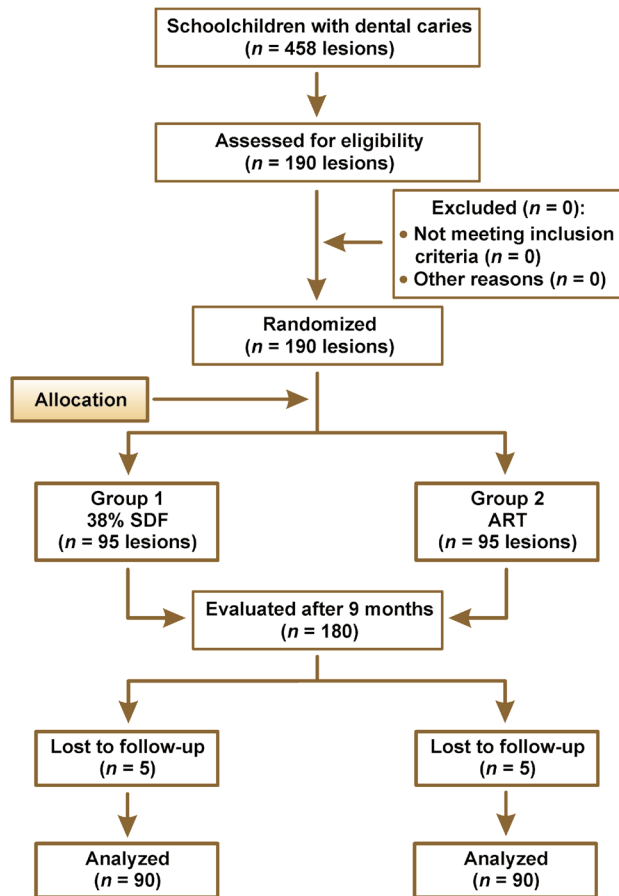 Schoolchildren with dental caries
(n = 458 lesions)
Assessed for eligibility
(n = 190 lesions)
Excluded (n = 0):
• Not meeting inclusion
criteria (n = 0)
• Other reasons (n = 0)
Randomized
(n = 190 lesions)
Allocation
Group 1
38% SDF
(n = 95 lesions)
Group 2
ART
(n = 95 lesions)
Evaluated after 9 months
(n = 180)
Lost to follow-up
(n = 5)
Lost to follow-up
(n = 5)
Analyzed
(n = 90)
Analyzed
(n = 90)